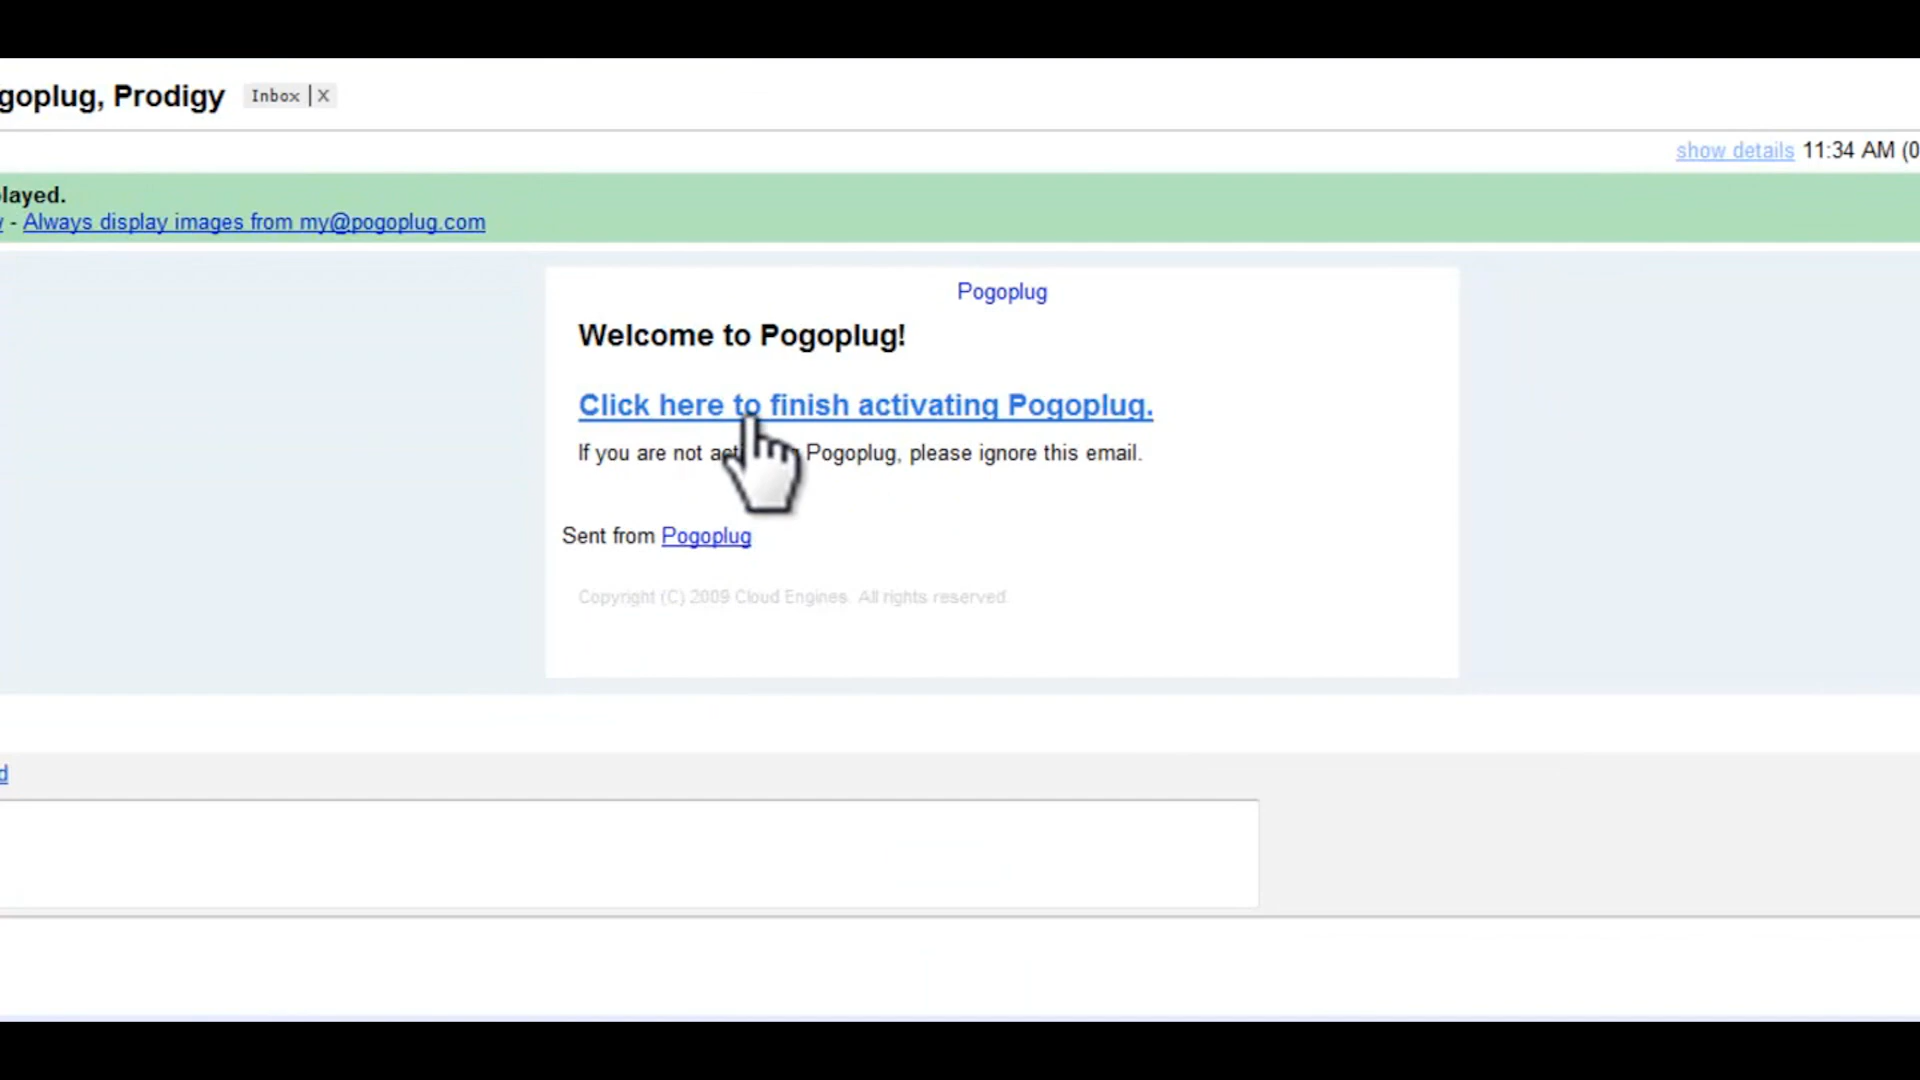 goplug, Prodigy Inbox | X
show details 11:34 AM (0
played.
- Always display images from my@pogoplug.com
Pogoplug
Welcome to Pogoplug!
Click here to finish activating Pogoplug.
If you are not Pogoplug, please ignore this email.
Sent from Pogoplug
Copyright (C) 2009 Cloud Engines. All rights reserved
d